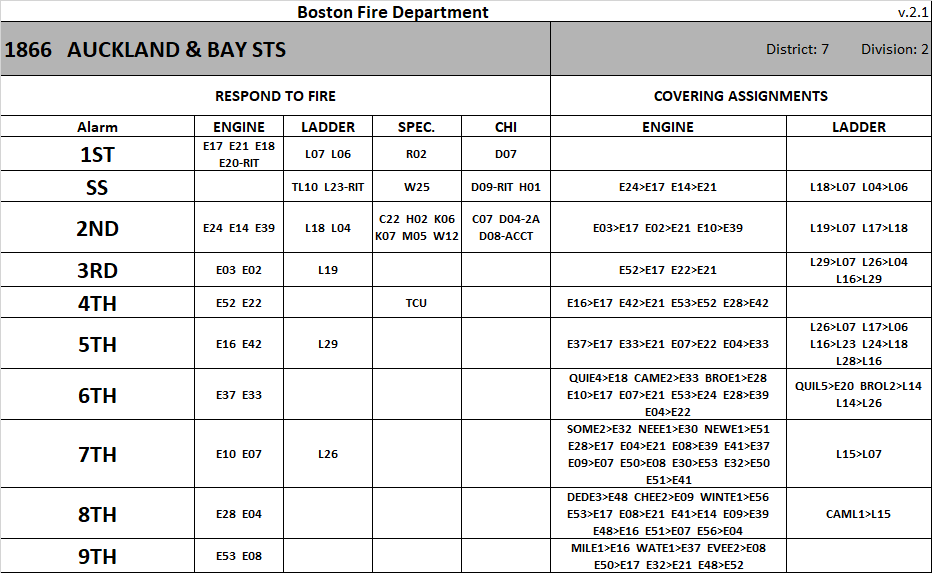 Boston Fire Department v.2.1
1866 AUCKLAND & BAY STS District: 7 Division: 2
RESPOND TO FIRE COVERING ASSIGNMENTS
Alarm ENGINE LADDER SPEC. CHI ENGINE LADDER
1ST E17 E21 E18 E20-RIT L07 L06 R02 D07
SS TL10 L23-RIT W25 D09-RIT H01 E24>E17 E14>E21 L18>L07 L04>L06
2ND E24 E14 E39 L18 L04 C22 H02 K06 K07 M05 W12 C07 D04-2A D08-ACCT E03>E17 E02>E21 E10>E39 L19>L07 L17>L18
3RD E03 E02 L19 E52>E17 E22>E21 L29>L07 L26>L04 L16>L29
4TH E52 E22 TCU E16>E17 E42>E21 E53>E52 E28>E42
5TH E16 E42 L29 E37>E17 E33>E21 E07>E22 E04>E33 L26>L07 L17>L06 L16>L23 L24>L18 L28>L16
6TH E37 E33 QUIE4>E18 CAME2>E33 BROE1>E28 E10>E17 E07>E21 E53>E24 E28>E39 E04>E22 QUIL5>E20 BROL2>L14 L14>L26
7TH E10 E07 L26 SOME2>E32 NEEE1>E30 NEWE1>E51 E28>E17 E04>E21 E08>E39 E41>E37 E09>E07 E50>E08 E30>E53 E32>E50 E51>E41 L15>L07
8TH E28 E04 DEDE3>E48 CHEE2>E09 WINTE1>E56 E53>E17 E08>E21 E41>E14 E09>E39 E48>E16 E51>E07 E56>E04 CAML1>L15
9TH E53 E08 MILE1>E16 WATE1>E37 EVEE2>E08 E50>E17 E32>E21 E48>E52